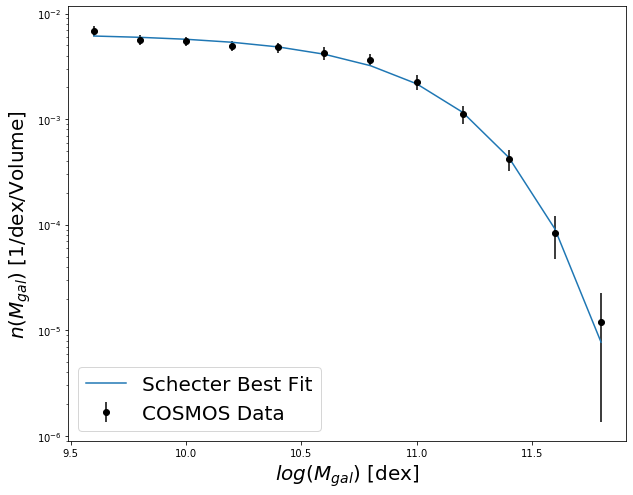 10⁻²
10⁻³
10⁻⁴
10⁻⁵
10⁻⁶
n(M_gal) [1/dex/Volume]
Schecter Best Fit
COSMOS Data
9.5 10.0 10.5 11.0 11.5
log(M_gal) [dex]